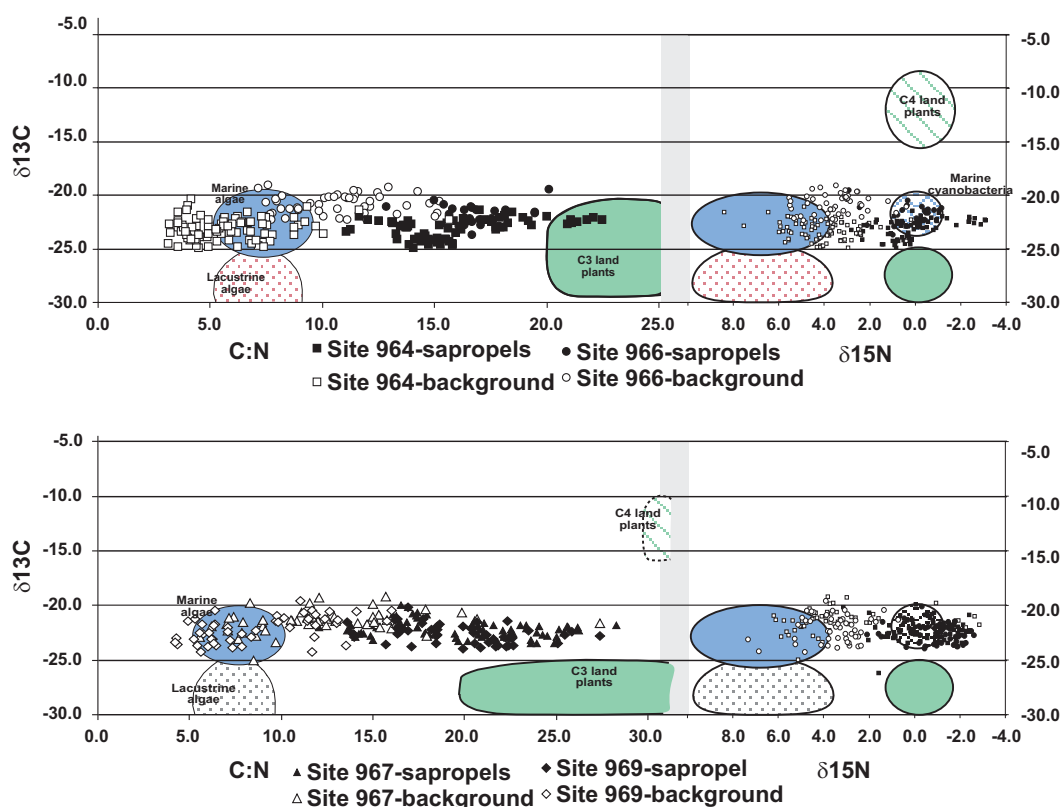 -5.0 -5.0
-10.0 -10.0
-15.0 -15.0
-20.0 -20.0
-25.0 -25.0
-30.0 -30.0
δ13C
C4 land
plants
Marine
algae
Marine
cyanobacteria
Lacustrine
algae
C3 land
plants
0.0 5.0 10.0 15.0 20.0 25.0 8.0 6.0 4.0 2.0 0.0 -2.0 -4.0
C:N ■ Site 964-sapropels ● Site 966-sapropels δ15N
□ Site 964-background ○ Site 966-background
-5.0 -5.0
-10.0 -10.0
-15.0 -15.0
-20.0 -20.0
-25.0 -25.0
-30.0 -30.0
δ13C
C4 land
plants
Marine
algae
Lacustrine
algae
C3 land
plants
0.0 5.0 10.0 15.0 20.0 25.0 30.0 8.0 6.0 4.0 2.0 0.0 -2.0 -4.0
C:N ▲ Site 967-sapropels ◆ Site 969-sapropel δ15N
△ Site 967-background ◇ Site 969-background